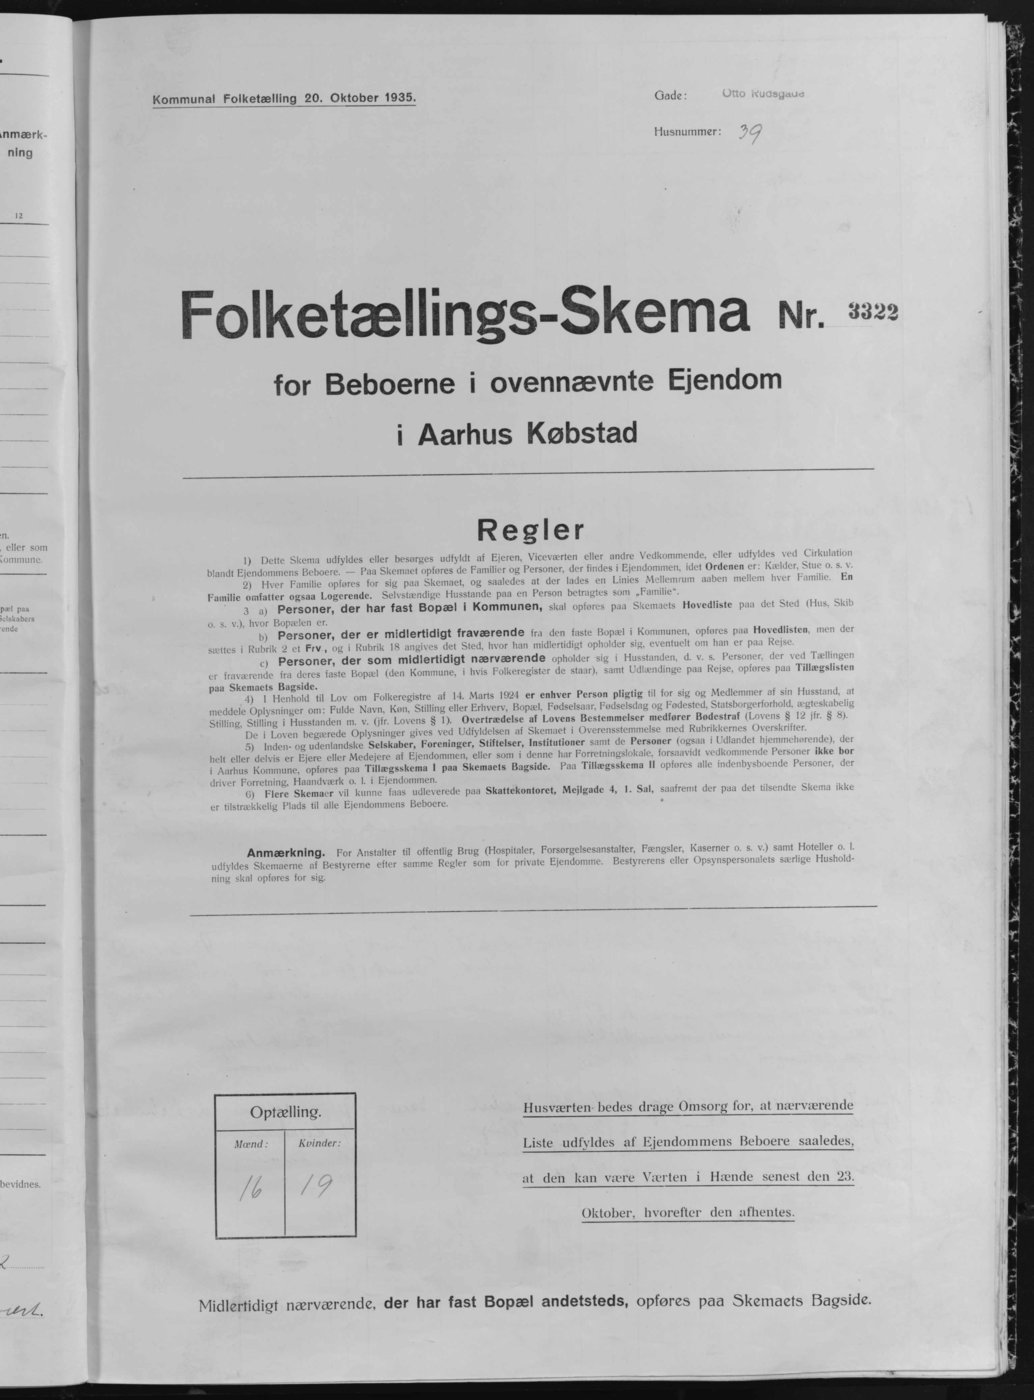 Anmærk-
ning
12
en.
, eller som
Kommune.
pæl paa
Selskabers
rende
bevidnes.
Kommunal Folketælling 20. Oktober 1935.
Gade: Otto Rudsgade
Husnummer: 39
Folketællings-Skema Nr. 3322
for Beboerne i ovennævnte Ejendom
i Aarhus Købstad
Regler
1) Dette Skema udfyldes eller besørges udfyldt af Ejeren, Viceværten eller andre Vedkommende, eller udfyldes ved Cirkulation
blandt Ejendommens Beboere. — Paa Skemaet opføres de Familier og Personer, der findes i Ejendommen, idet Ordenen er: Kælder, Stue o. s. v.
2) Hver Familie opføres for sig paa Skemaet, og saaledes at der lades en Linies Mellemrum aaben mellem hver Familie. En
Familie omfatter ogsaa Logerende. Selvstændige Husstande paa en Person betragtes som „Familie“.
3 a) Personer, der har fast Bopæl i Kommunen, skal opføres paa Skemaets Hovedliste paa det Sted (Hus, Skib
o. s. v.), hvor Bopælen er.
b) Personer, der er midlertidigt fraværende fra den faste Bopæl i Kommunen, opføres paa Hovedlisten, men der
sættes i Rubrik 2 et Frv., og i Rubrik 18 angives det Sted, hvor han midlertidigt opholder sig, eventuelt om han er paa Rejse.
c) Personer, der som midlertidigt nærværende opholder sig i Husstanden, d. v. s. Personer, der ved Tællingen
er fraværende fra deres faste Bopæl (den Kommune, i hvis Folkeregister de staar), samt Udlændinge paa Rejse, opføres paa Tillægslisten
paa Skemaets Bagside.
4) I Henhold til Lov om Folkeregistre af 14. Marts 1924 er enhver Person pligtig til for sig og Medlemmer af sin Husstand, at
meddele Oplysninger om: Fulde Navn, Køn, Stilling eller Erhverv, Bopæl, Fødselsaar, Fødselsdag og Fødested, Statsborgerforhold, ægteskabelig
Stilling, Stilling i Husstanden m. v. (jfr. Lovens § 1). Overtrædelse af Lovens Bestemmelser medfører Bødestraf (Lovens § 12 jfr. § 8).
De i Loven begærede Oplysninger gives ved Udfyldelsen af Skemaet i Overensstemmelse med Rubrikkernes Overskrifter.
5) Inden- og udenlandske Selskaber, Foreninger, Stiftelser, Institutioner samt de Personer (ogsaa i Udlandet hjemmehørende), der
helt eller delvis er Ejere eller Medejere af Ejendommen, eller som i denne har Forretningslokale, forsaavidt vedkommende Personer ikke bor
i Aarhus Kommune, opføres paa Tillægsskema I paa Skemaets Bagside. Paa Tillægsskema II opføres alle indenbysboende Personer, der
driver Forretning, Haandværk o. l. i Ejendommen.
6) Flere Skemaer vil kunne faas udleverede paa Skattekontoret, Mejlgade 4, 1. Sal, saafremt der paa det tilsendte Skema ikke
er tilstrækkelig Plads til alle Ejendommens Beboere.
Anmærkning. For Anstalter til offentlig Brug (Hospitaler, Forsørgelsesanstalter, Fængsler, Kaserner o. s. v.) samt Hoteller o. l.
udfyldes Skemaerne af Bestyrerne efter samme Regler som for private Ejendomme. Bestyrerens eller Opsynspersonalets særlige Hushold-
ning skal opføres for sig.
Optælling.
Mænd: Kvinder:
16 19
Husværten bedes drage Omsorg for, at nærværende
Liste udfyldes af Ejendommens Beboere saaledes,
at den kan være Værten i Hænde senest den 23.
Oktober, hvorefter den afhentes.
Midlertidigt nærværende, der har fast Bopæl andetsteds, opføres paa Skemaets Bagside.